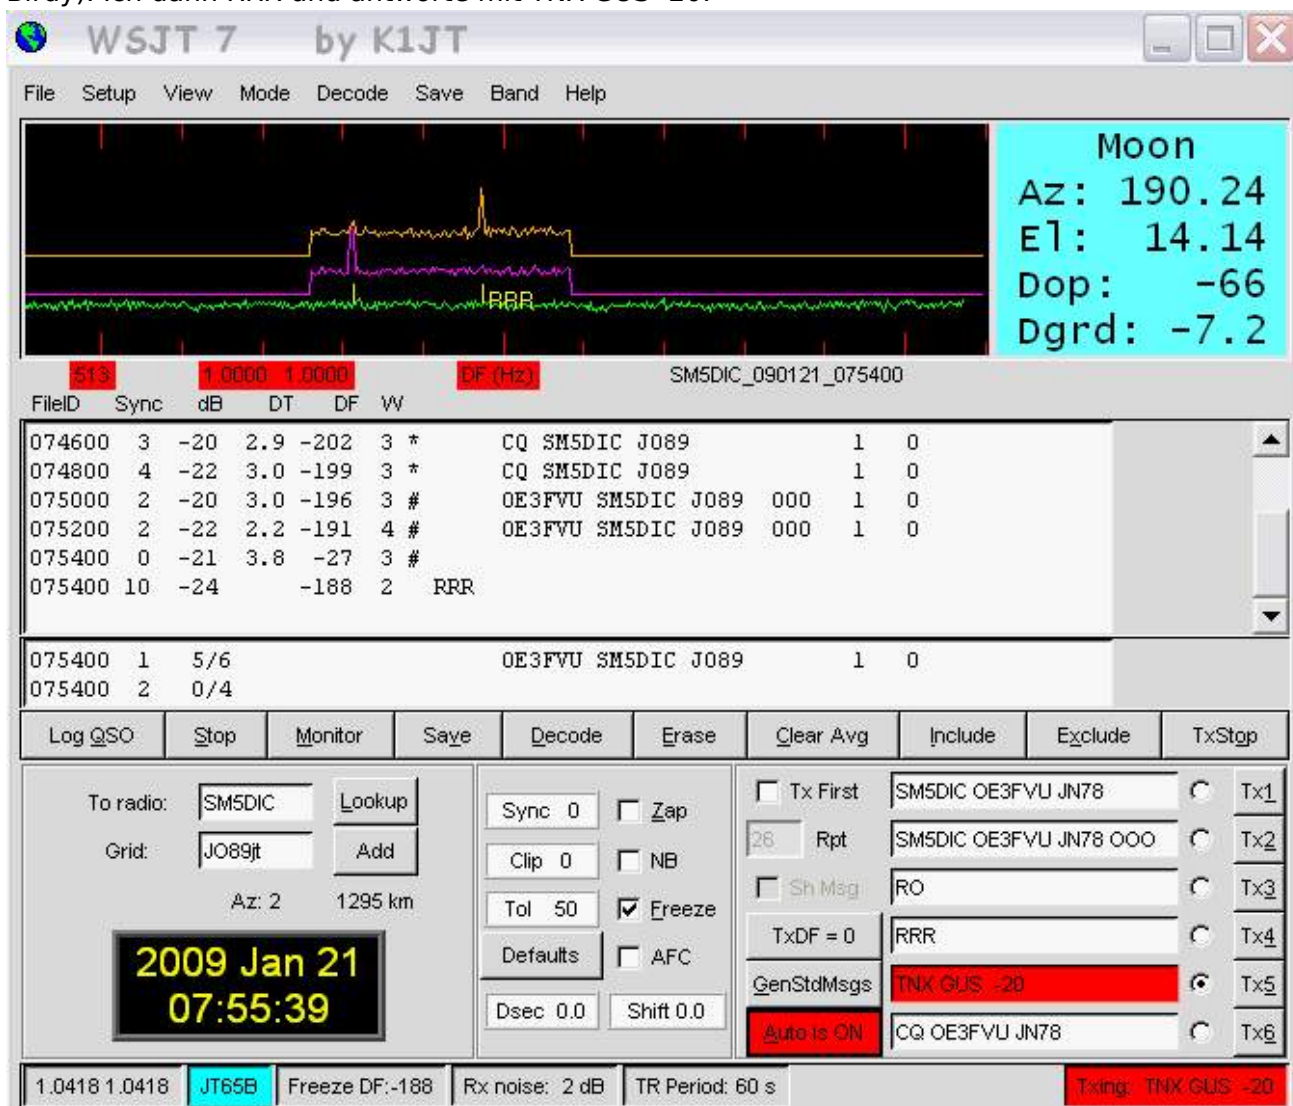 WSJT 7 by K1JT
File Setup View Mode Decode Save Band Help
Moon
Az: 190.24
El: 14.14
Dop: -66
Dgrd: -7.2
RRR
513 1.0000 1.0000 DF (Hz) SM5DIC_090121_075400
FileID Sync dB DT DF W
074600 3 -20 2.9 -202 3 * CQ SM5DIC JO89 1 0
074800 4 -22 3.0 -199 3 * CQ SM5DIC JO89 1 0
075000 2 -20 3.0 -196 3 # OE3FVU SM5DIC JO89 OOO 1 0
075200 2 -22 2.2 -191 4 # OE3FVU SM5DIC JO89 OOO 1 0
075400 0 -21 3.8 -27 3 #
075400 10 -24 -188 2 RRR
075400 1 5/6 OE3FVU SM5DIC JO89 1 0
075400 2 0/4
Log QSO Stop Monitor Save Decode Erase Clear Avg Include Exclude TxStop
To radio: SM5DIC Lookup
Grid: JO89jt Add
Az: 2 1295 km
2009 Jan 21
07:55:39
Sync 0 Zap
Clip 0 NB
Tol 50 Freeze
Defaults AFC
Dsec 0.0 Shift 0.0
Tx First SM5DIC OE3FVU JN78 Tx1
26 Rpt SM5DIC OE3FVU JN78 OOO Tx2
Sh Msg RO Tx3
TxDF = 0 RRR Tx4
GenStdMsgs TNX GUS -20 Tx5
Auto is ON CQ OE3FVU JN78 Tx6
1.0418 1.0418 JT65B Freeze DF:-188 Rx noise: 2 dB TR Period: 60 s Txing: TNX GUS -20